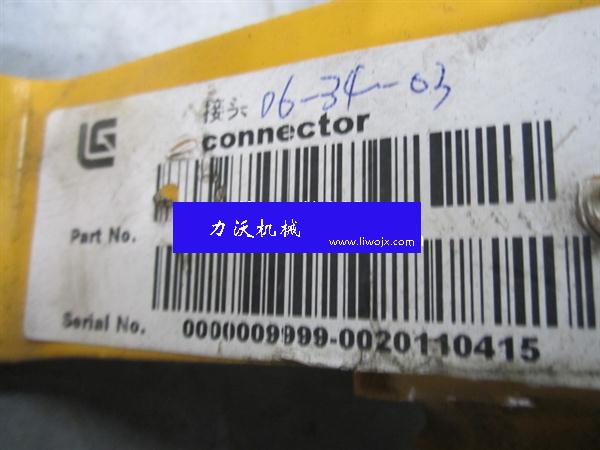 接头 06-34-03
connector
Part No.
力沃机械
www.liwojx.com
Serial No. 0000009999-0020110415